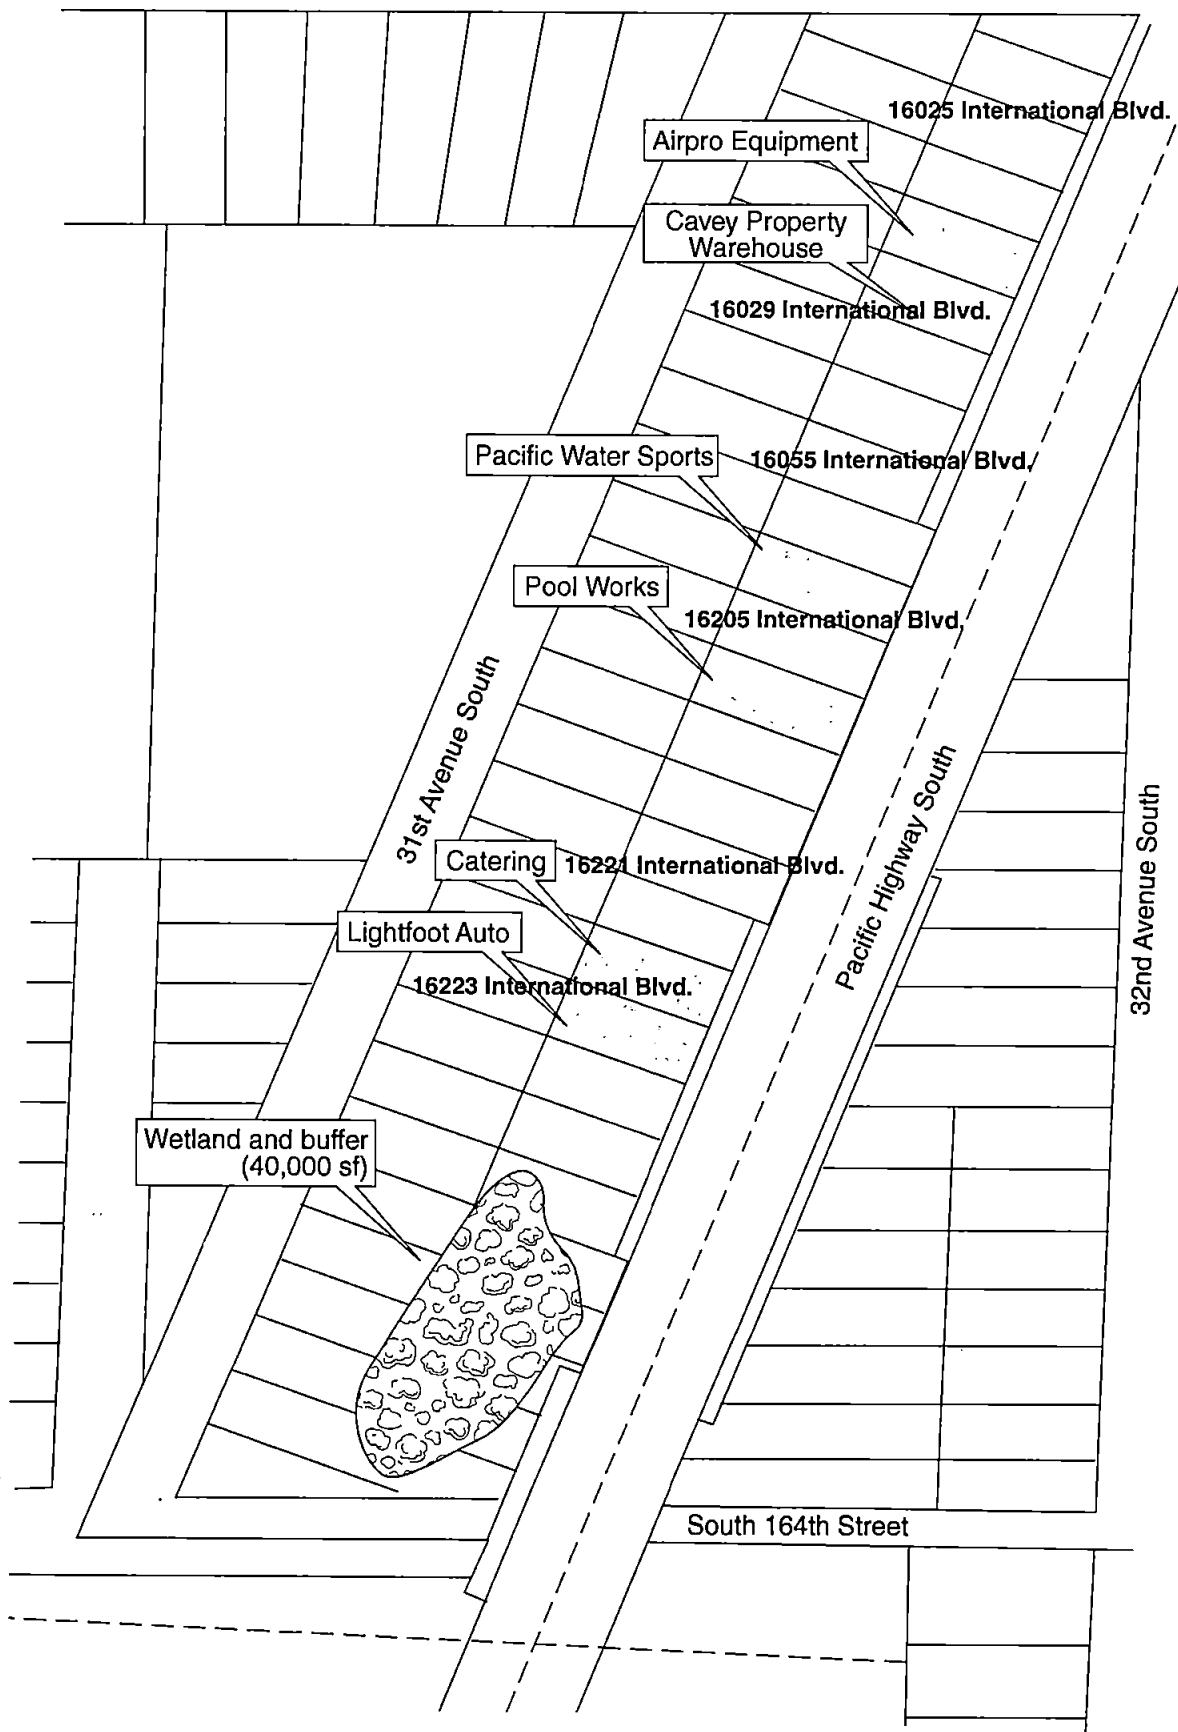 16025 International Blvd.
Airpro Equipment
Cavey Property
Warehouse
16029 International Blvd.
Pacific Water Sports
16055 International Blvd.
Pool Works
16205 International Blvd.
31st Avenue South
Pacific Highway South
32nd Avenue South
Catering
16221 International Blvd.
Lightfoot Auto
16223 International Blvd.
Wetland and buffer
(40,000 sf)
South 164th Street